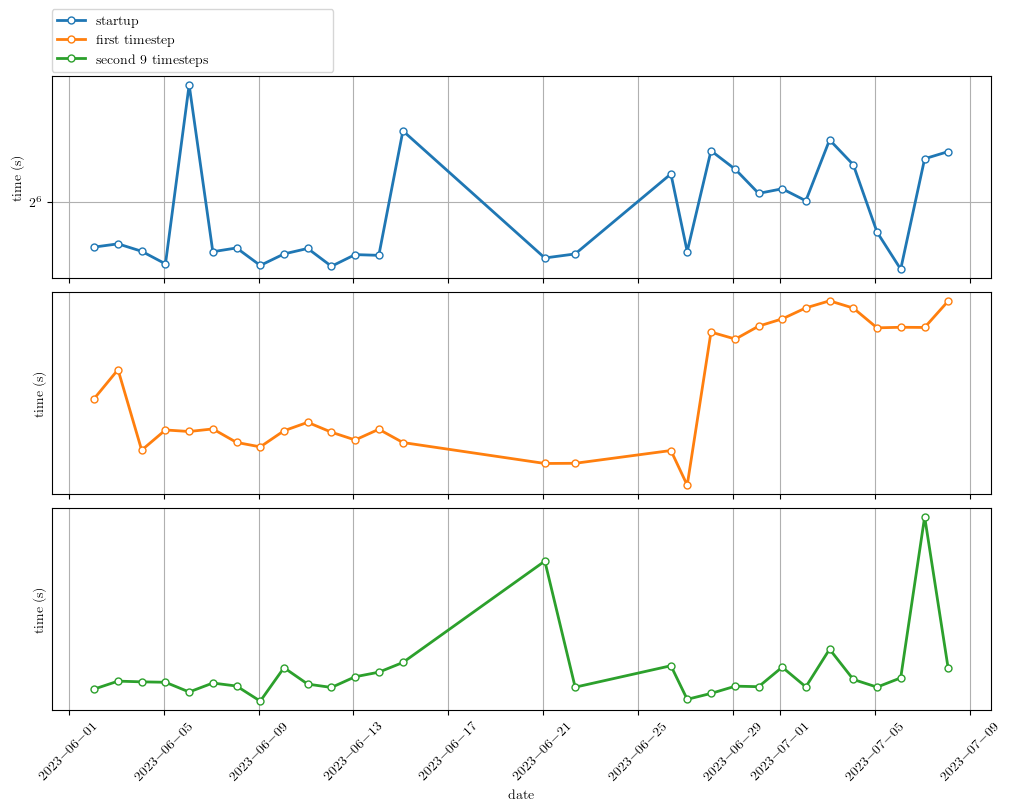 startup
first timestep
second 9 timesteps
time (s)
2^6
time (s)
time (s)
2023−06−01
2023−06−05
2023−06−09
2023−06−13
2023−06−17
2023−06−21
2023−06−25
2023−06−29
2023−07−01
2023−07−05
2023−07−09
date